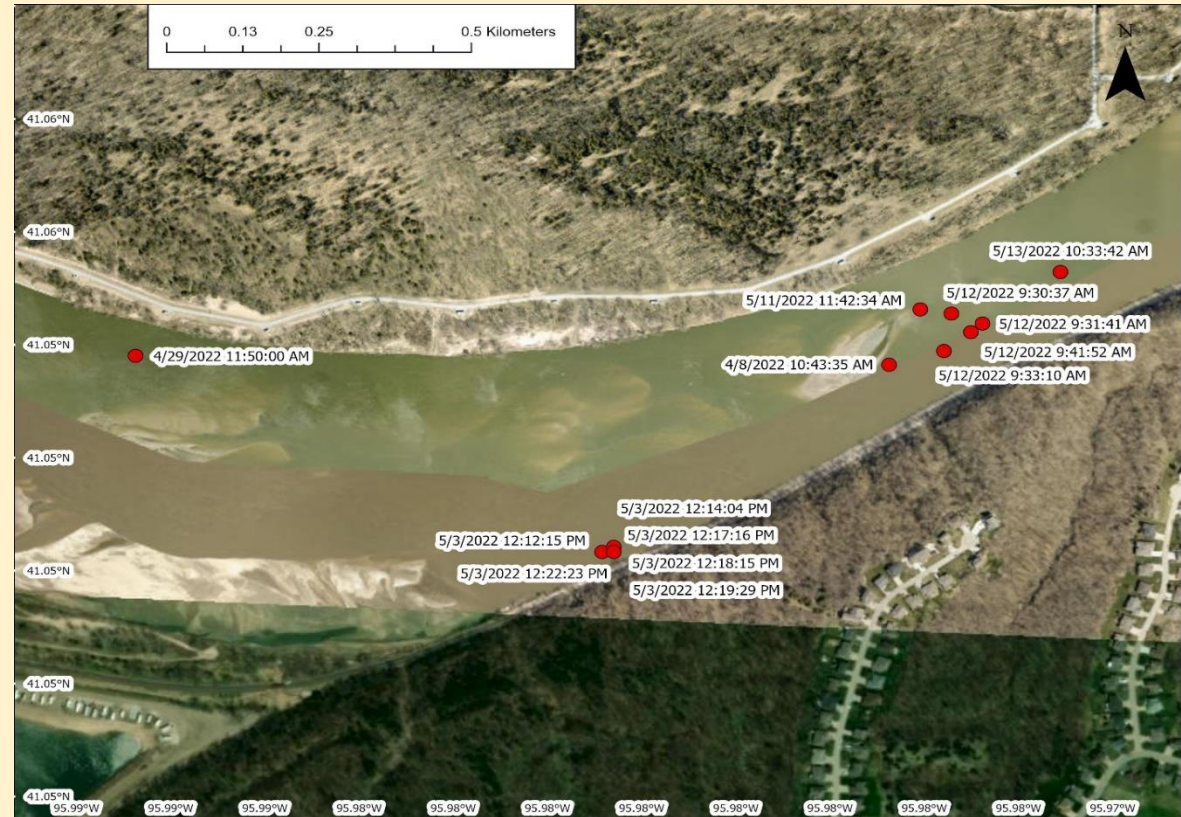 0 0.13 0.25 0.5 Kilometers
N
41.06°N
41.06°N
5/13/2022 10:33:42 AM
5/12/2022 9:30:37 AM
5/11/2022 11:42:34 AM
5/12/2022 9:31:41 AM
41.05°N
4/29/2022 11:50:00 AM
5/12/2022 9:41:52 AM
4/8/2022 10:43:35 AM
5/12/2022 9:33:10 AM
41.05°N
5/3/2022 12:14:04 PM
5/3/2022 12:12:15 PM
5/3/2022 12:17:16 PM
5/3/2022 12:18:15 PM
41.05°N
5/3/2022 12:22:23 PM
5/3/2022 12:19:29 PM
41.05°N
41.05°N
95.99°W 95.99°W 95.99°W 95.98°W 95.98°W 95.98°W 95.98°W 95.98°W 95.98°W 95.98°W 95.98°W 95.97°W